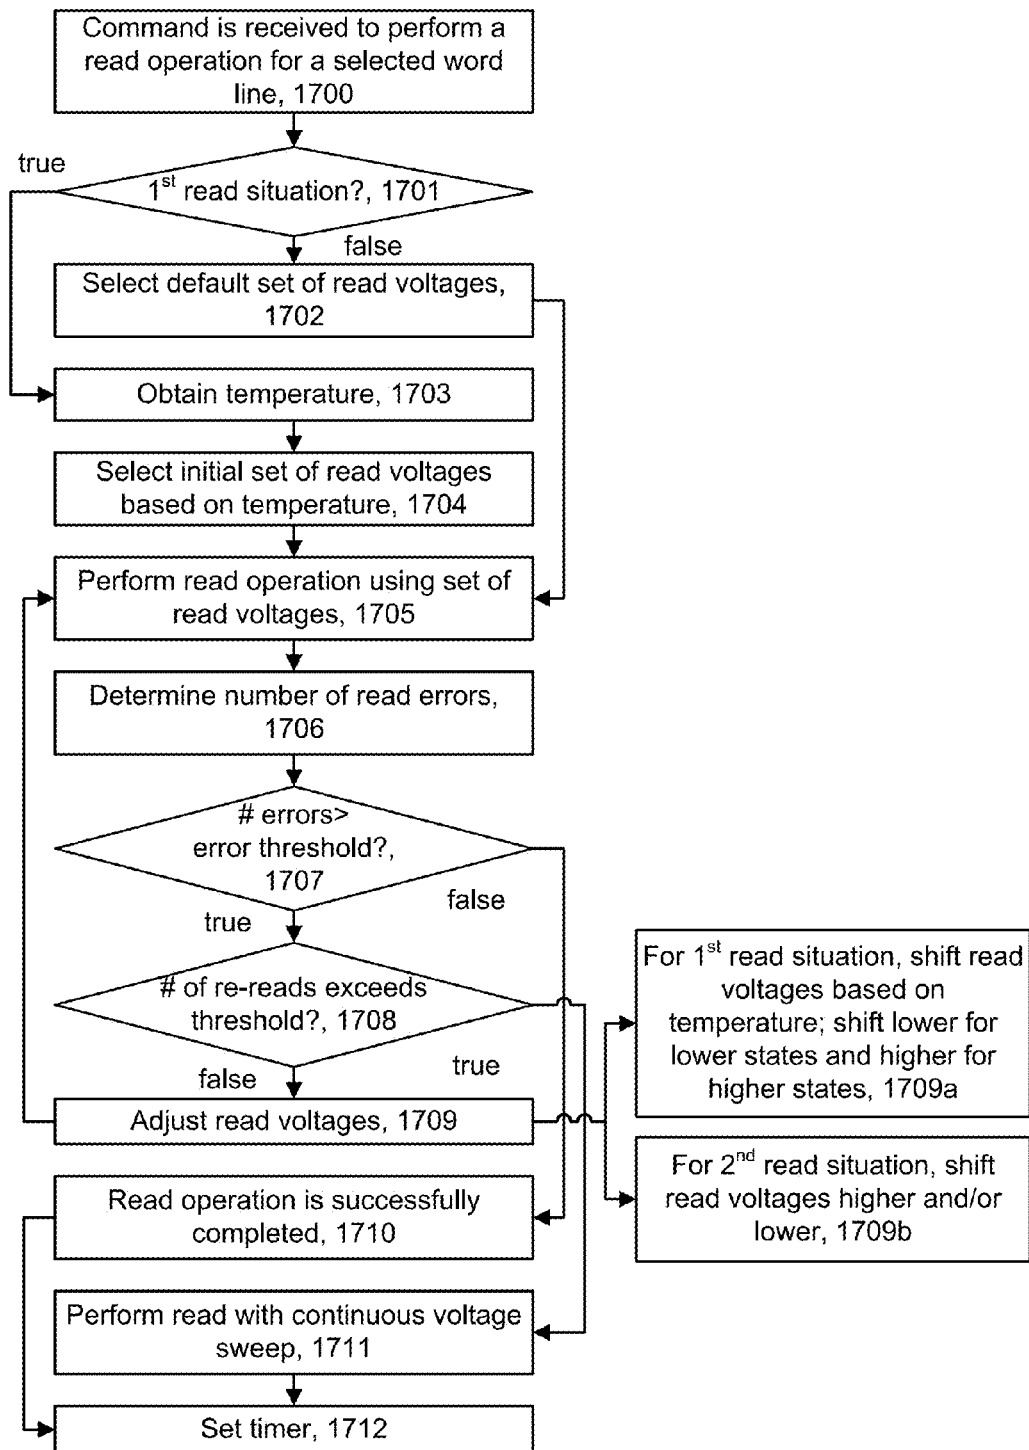 Command is received to perform a
read operation for a selected word
line, 1700
true
1st read situation?, 1701
false
Select default set of read voltages,
1702
Obtain temperature, 1703
Select initial set of read voltages
based on temperature, 1704
Perform read operation using set of
read voltages, 1705
Determine number of read errors,
1706
# errors>
error threshold?,
1707
false
true
# of re-reads exceeds
threshold?, 1708
true
false
Adjust read voltages, 1709
For 1st read situation, shift read
voltages based on
temperature; shift lower for
lower states and higher for
higher states, 1709a
For 2nd read situation, shift
read voltages higher and/or
lower, 1709b
Read operation is successfully
completed, 1710
Perform read with continuous voltage
sweep, 1711
Set timer, 1712